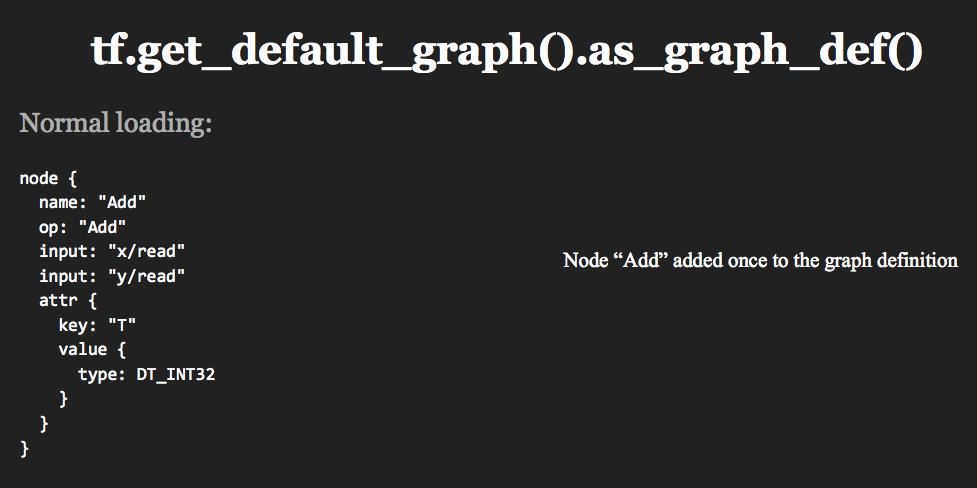 tf.get_default_graph().as_graph_def()
Normal loading:
node {
  name: "Add"
  op: "Add"
  input: "x/read"
  input: "y/read"
  attr {
    key: "T"
    value {
      type: DT_INT32
    }
  }
}
Node “Add” added once to the graph definition